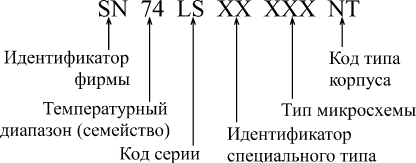 SN 74 LS XX XXX NT
Идентификатор
фирмы
Код типа
корпуса
Температурный
диапазон (семейство)
Тип микросхемы
Код серии
Идентификатор
специального типа